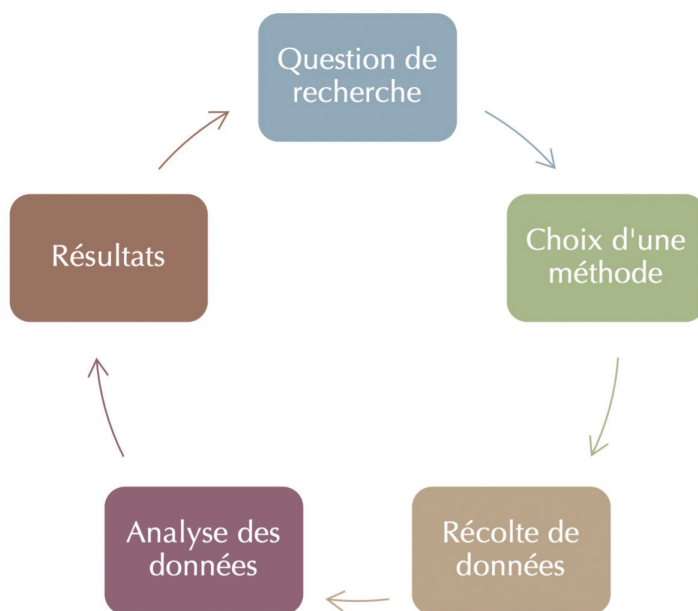 Question de
recherche
Choix d'une
méthode
Récolte de
données
Analyse des
données
Résultats